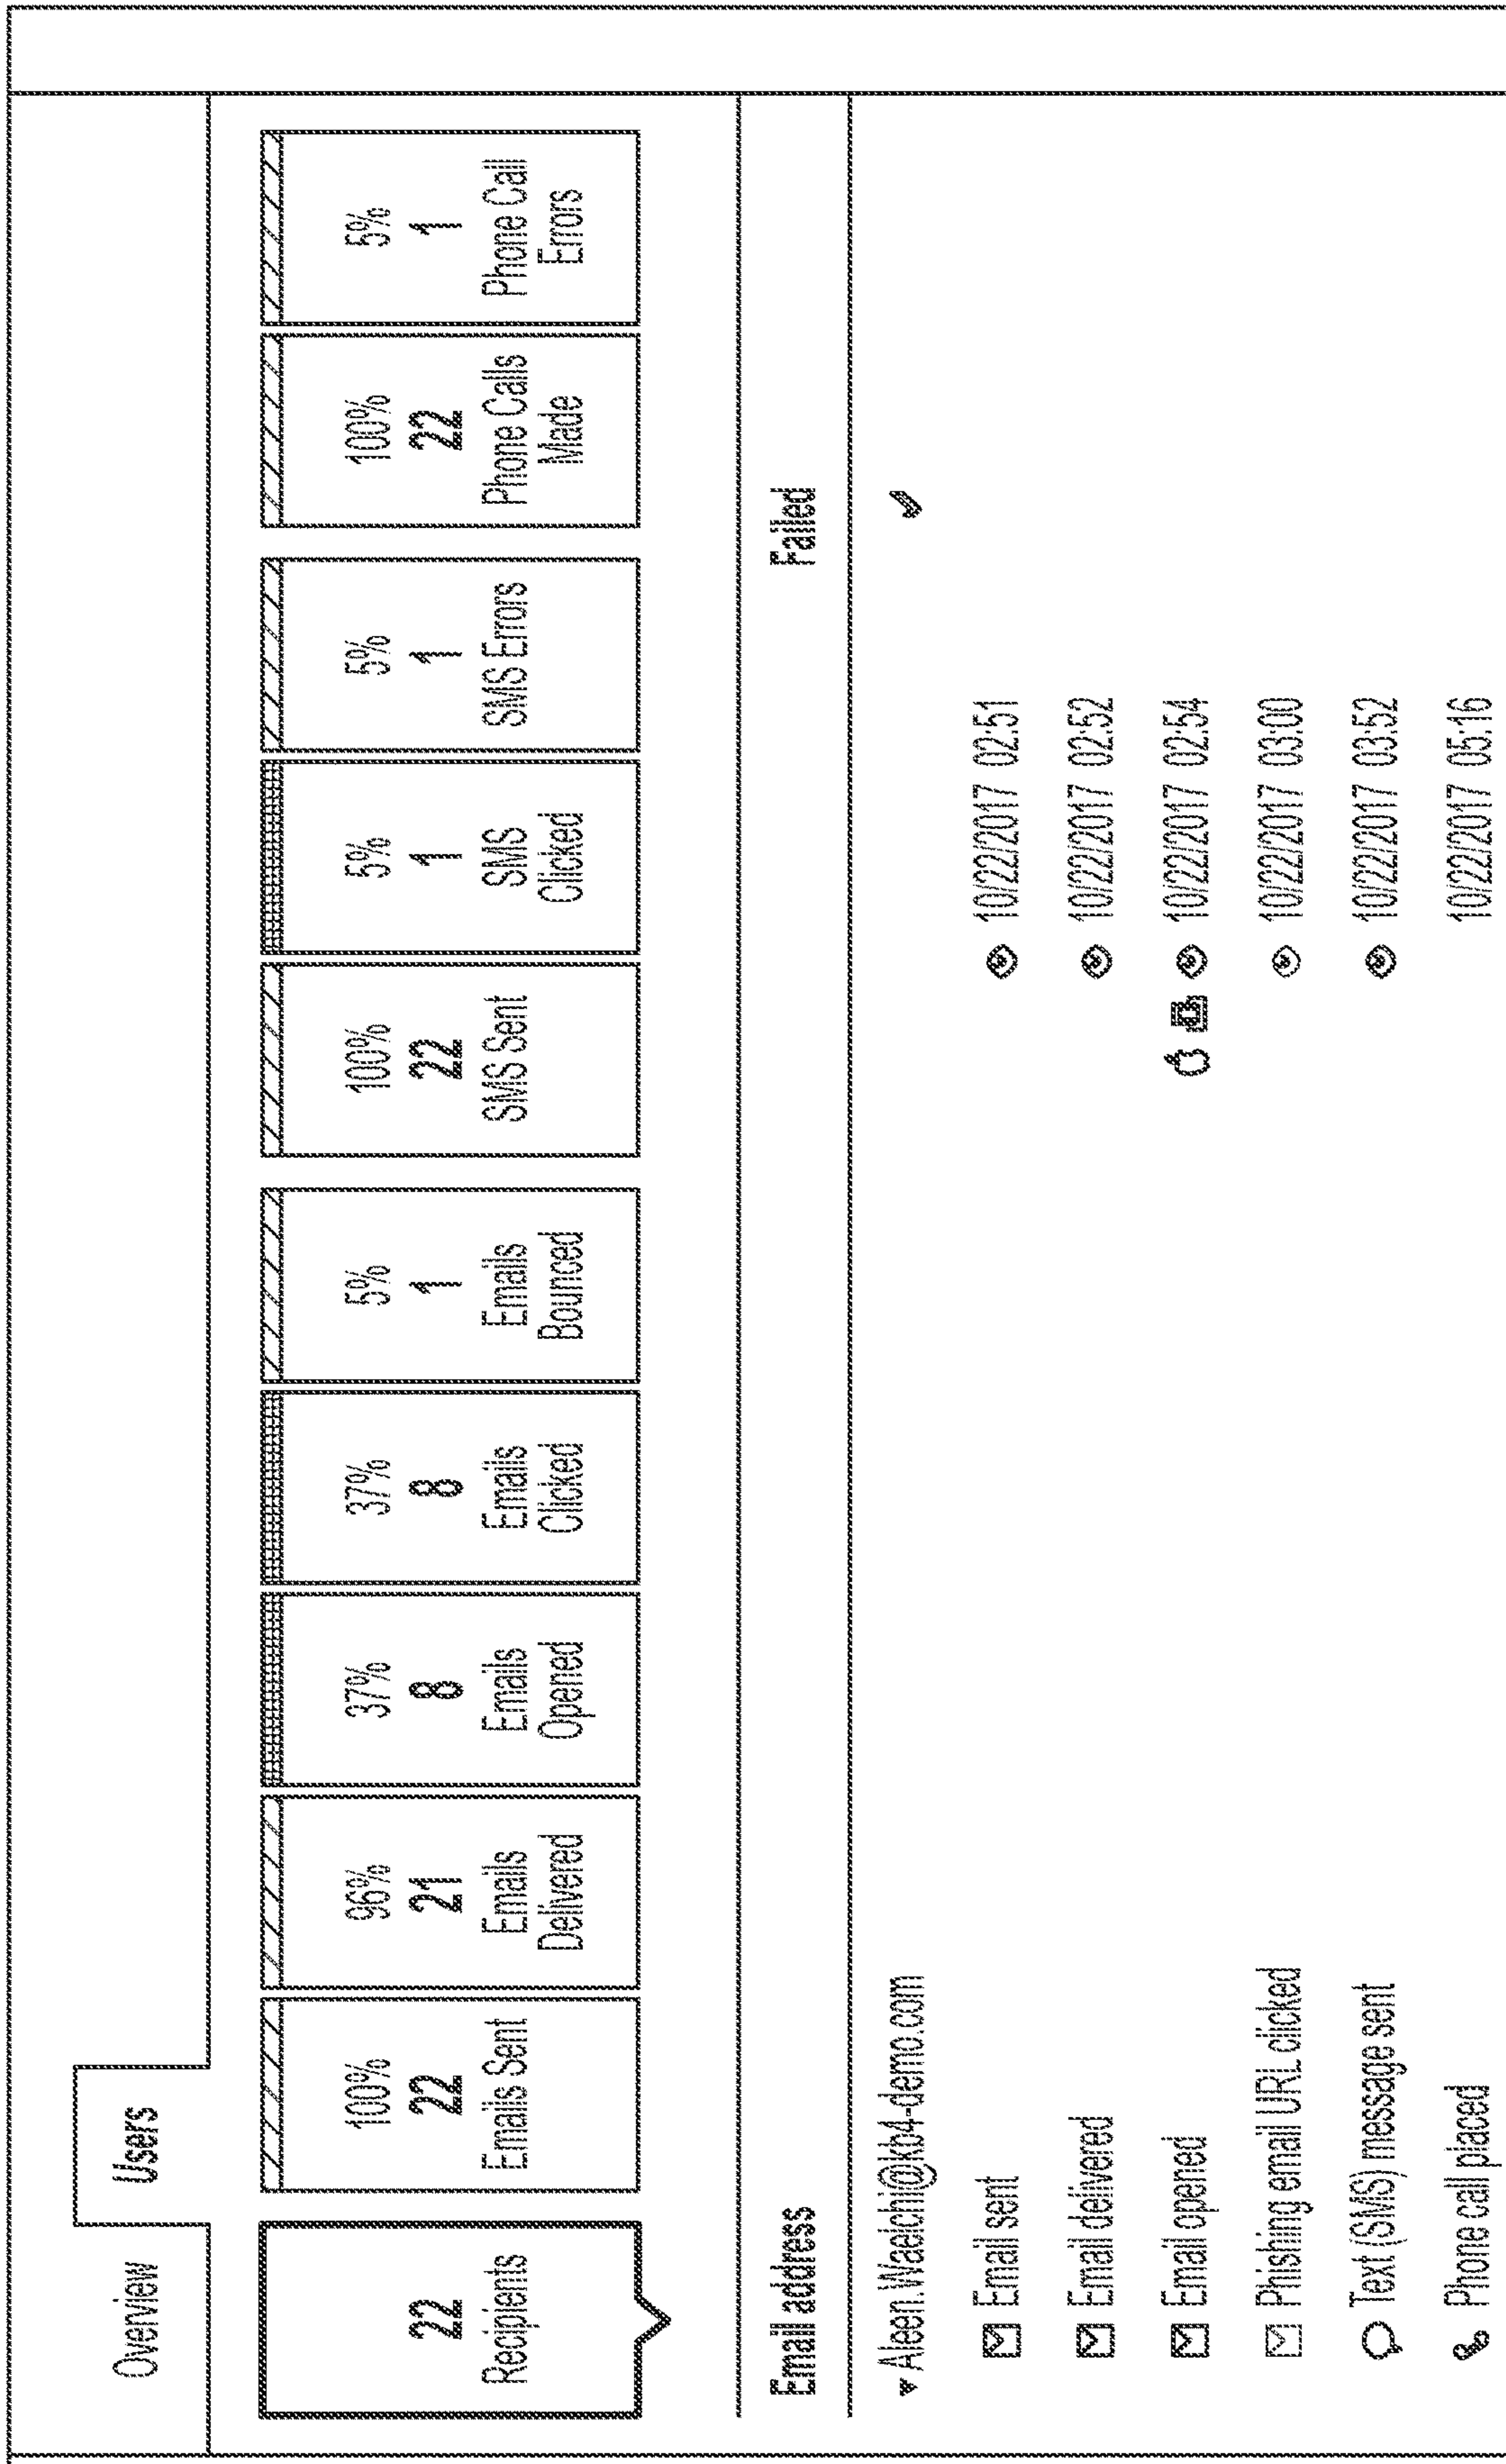 Overview
Users
22
Recipients
100%
22
Emails Sent
96%
21
Emails
Delivered
37%
8
Emails
Opened
37%
8
Emails
Clicked
5%
1
Emails
Bounced
100%
22
SMS Sent
5%
1
SMS
Clicked
5%
1
SMS Errors
100%
22
Phone Calls
Made
5%
1
Phone Call
Errors
Email address Failed
Aleen.Waelchi@kb4-demo.com
Email sent 10/22/2017 02:51
Email delivered 10/22/2017 02:52
Email opened 10/22/2017 02:54
Phishing email URL clicked 10/22/2017 03:00
Text (SMS) message sent 10/22/2017 03:52
Phone call placed 10/22/2017 05:16